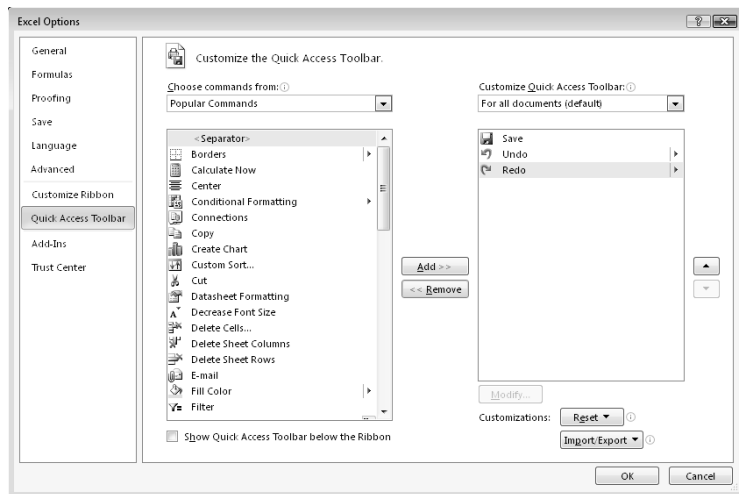 Excel Options
General
Formulas
Proofing
Save
Language
Advanced
Customize Ribbon
Quick Access Toolbar
Add-Ins
Trust Center
Customize the Quick Access Toolbar.
Choose commands from:
Popular Commands
<Separator>
Borders
Calculate Now
Center
Conditional Formatting
Connections
Copy
Create Chart
Custom Sort...
Cut
Datasheet Formatting
Decrease Font Size
Delete Cells...
Delete Sheet Columns
Delete Sheet Rows
E-mail
Fill Color
Filter
Show Quick Access Toolbar below the Ribbon
Add >>
<< Remove
Customize Quick Access Toolbar:
For all documents (default)
Save
Undo
Redo
Modify...
Customizations: Reset
Import/Export
OK Cancel